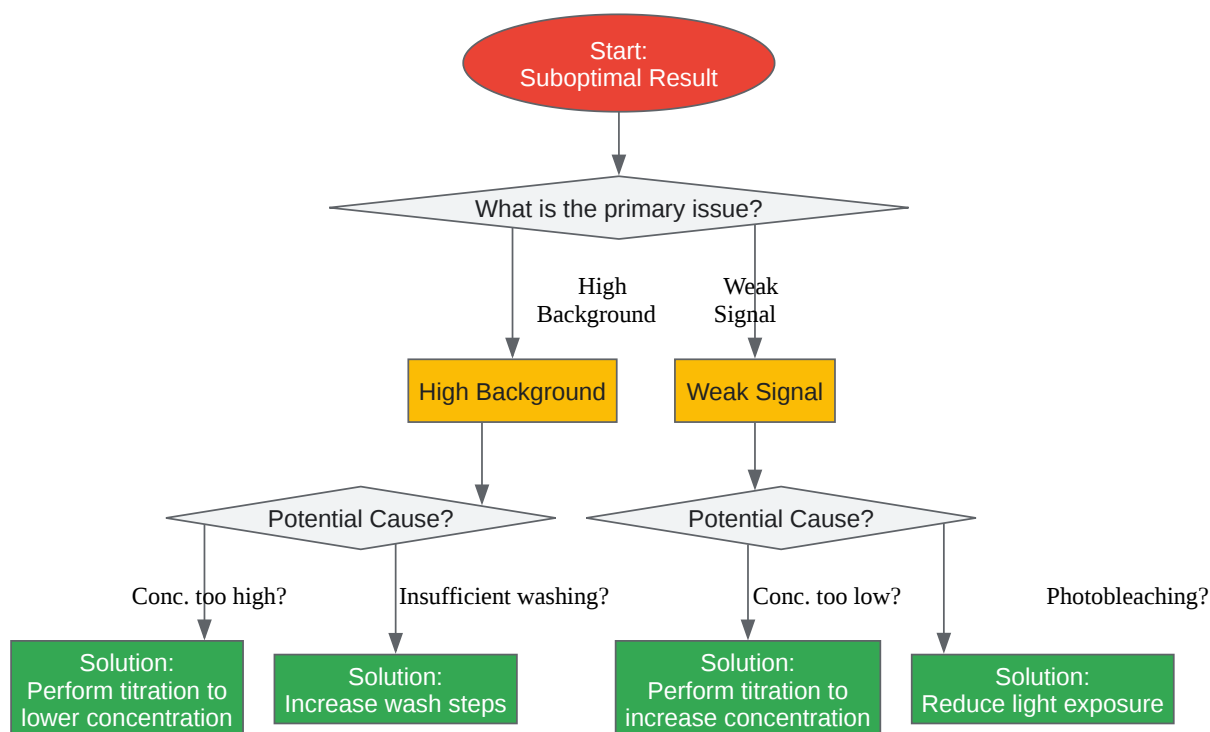 Start:
Suboptimal Result
What is the primary issue?
High
Background
Weak
Signal
High Background
Weak Signal
Potential Cause?
Potential Cause?
Conc. too high?
Insufficient washing?
Conc. too low?
Photobleaching?
Solution:
Perform titration to
lower concentration
Solution:
Increase wash steps
Solution:
Perform titration to
increase concentration
Solution:
Reduce light exposure